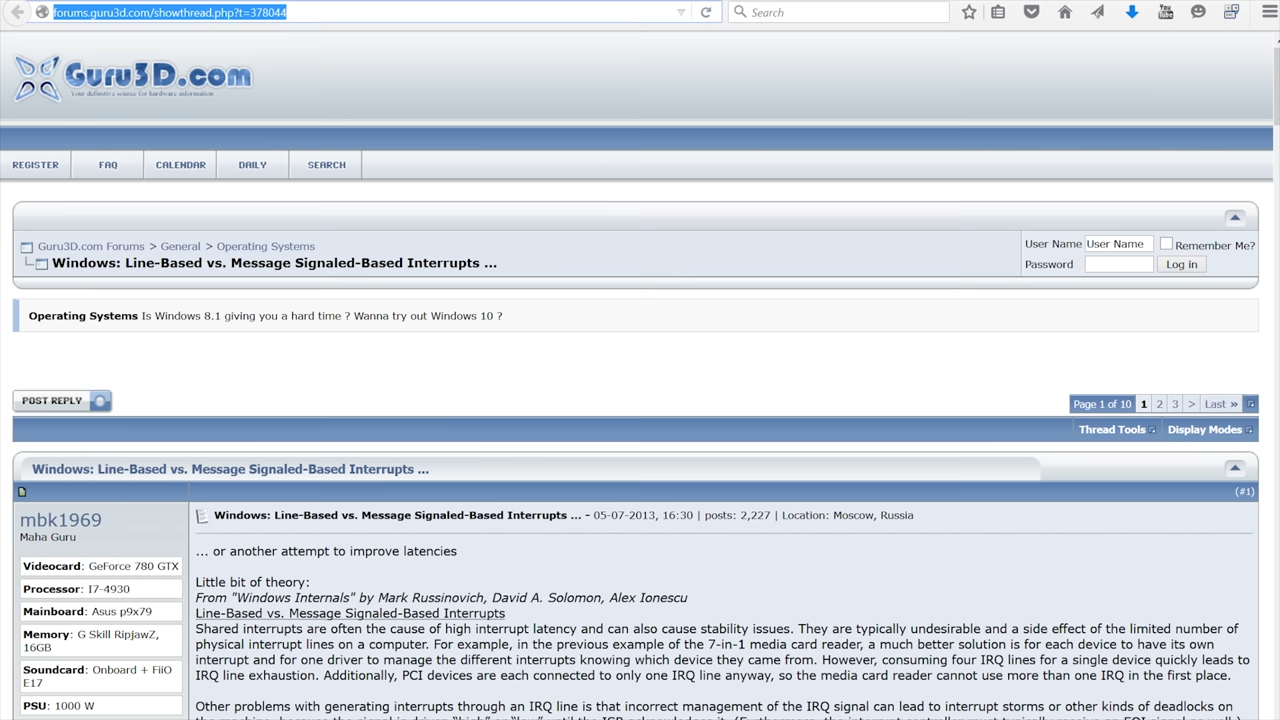 forums.guru3d.com/showthread.php?t=378044
Search
You
Tube
Guru3D.com
Your definitive source for hardware information
REGISTER FAQ CALENDAR DAILY SEARCH
Guru3D.com Forums > General > Operating Systems
Windows: Line-Based vs. Message Signaled-Based Interrupts ...
User Name User Name Remember Me?
Password Log in
Operating Systems Is Windows 8.1 giving you a hard time ? Wanna try out Windows 10 ?
POST REPLY
Page 1 of 10 1 2 3 > Last »
Thread Tools Display Modes
Windows: Line-Based vs. Message Signaled-Based Interrupts ...
(#1)
mbk1969
Maha Guru
Videocard: GeForce 780 GTX
Processor: I7-4930
Mainboard: Asus p9x79
Memory: G Skill RipjawZ,
16GB
Soundcard: Onboard + FiiO
E17
PSU: 1000 W
Windows: Line-Based vs. Message Signaled-Based Interrupts ... - 05-07-2013, 16:30 | posts: 2,227 | Location: Moscow, Russia
... or another attempt to improve latencies
Little bit of theory:
From "Windows Internals" by Mark Russinovich, David A. Solomon, Alex Ionescu
Line-Based vs. Message Signaled-Based Interrupts
Shared interrupts are often the cause of high interrupt latency and can also cause stability issues. They are typically undesirable and a side effect of the limited number of
physical interrupt lines on a computer. For example, in the previous example of the 7-in-1 media card reader, a much better solution is for each device to have its own
interrupt and for one driver to manage the different interrupts knowing which device they came from. However, consuming four IRQ lines for a single device quickly leads to
IRQ line exhaustion. Additionally, PCI devices are each connected to only one IRQ line anyway, so the media card reader cannot use more than one IRQ in the first place.
Other problems with generating interrupts through an IRQ line is that incorrect management of the IRQ signal can lead to interrupt storms or other kinds of deadlocks on